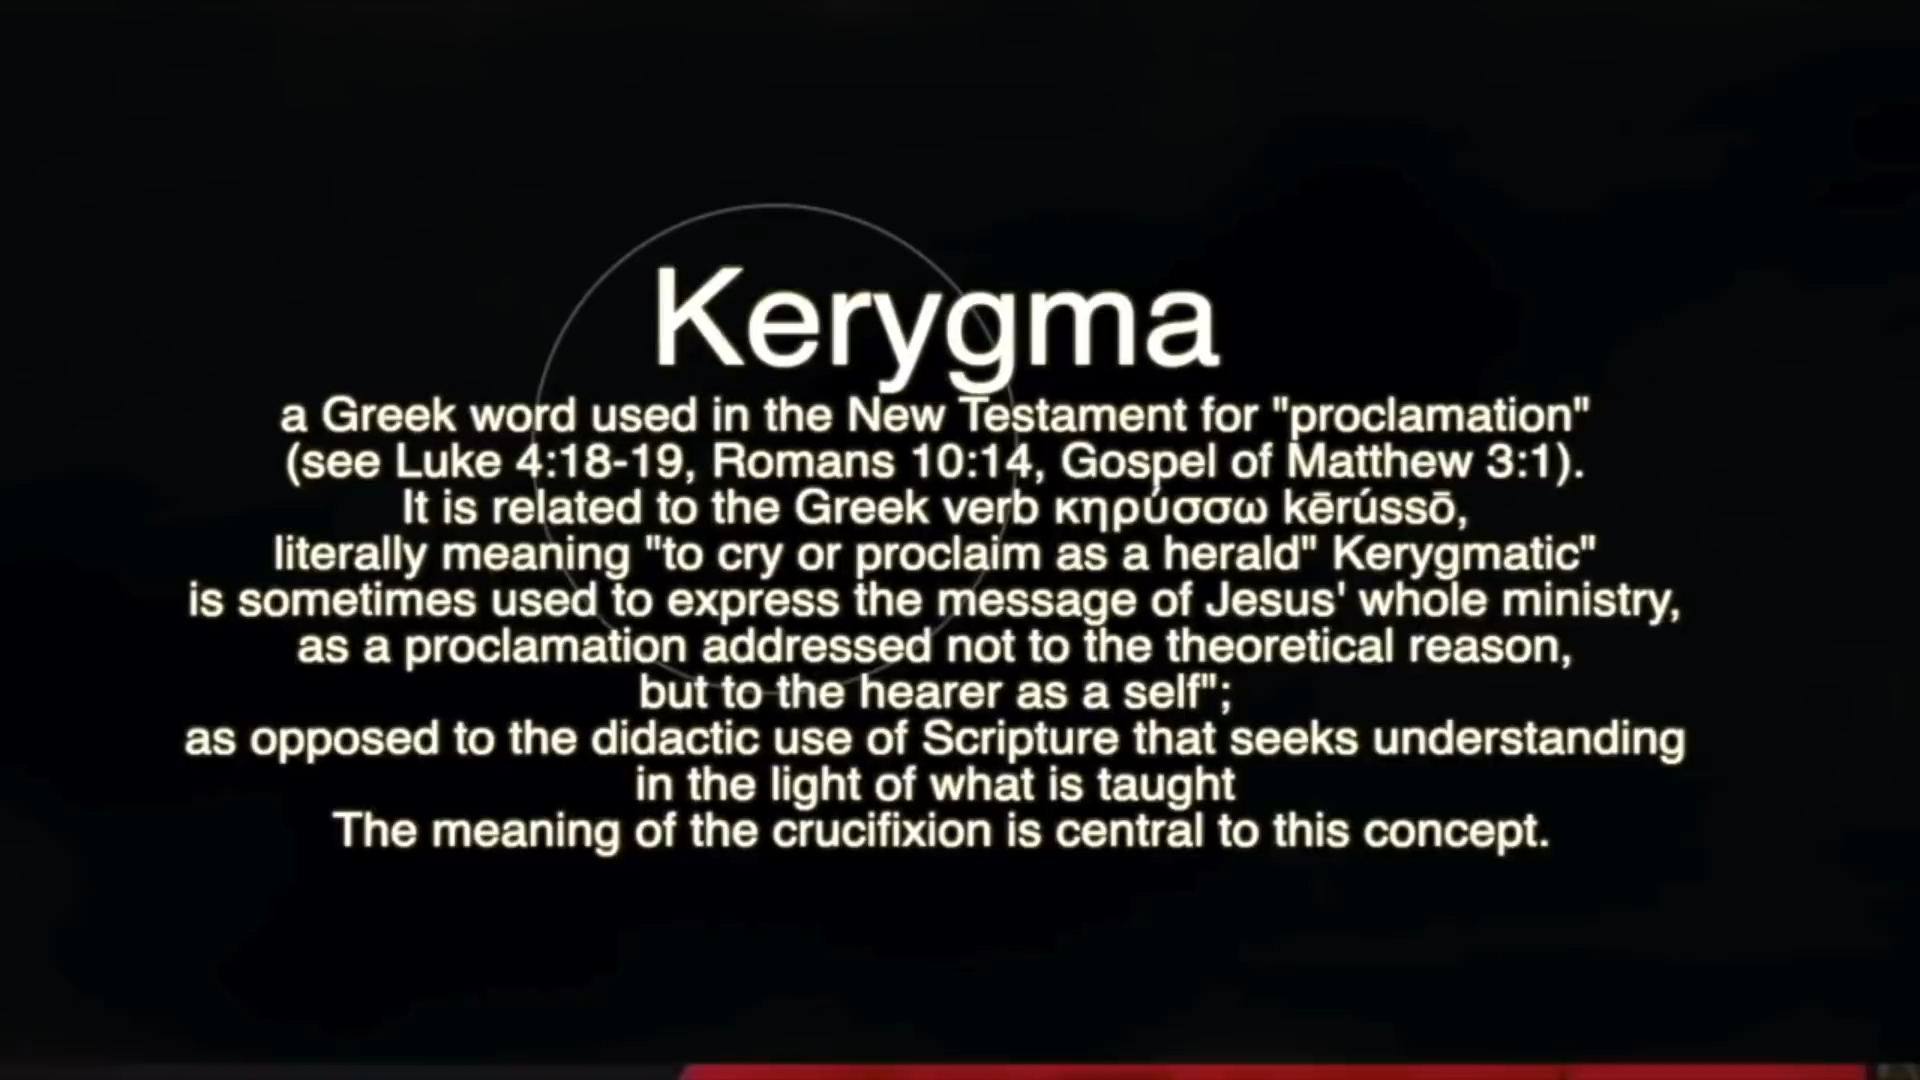 Kerygma
a Greek word used in the New Testament for "proclamation"
(see Luke 4:18-19, Romans 10:14, Gospel of Matthew 3:1).
It is related to the Greek verb κηρύσσω kērússō,
literally meaning "to cry or proclaim as a herald" Kerygmatic"
is sometimes used to express the message of Jesus' whole ministry,
as a proclamation addressed not to the theoretical reason,
but to the hearer as a self";
as opposed to the didactic use of Scripture that seeks understanding
in the light of what is taught
The meaning of the crucifixion is central to this concept.